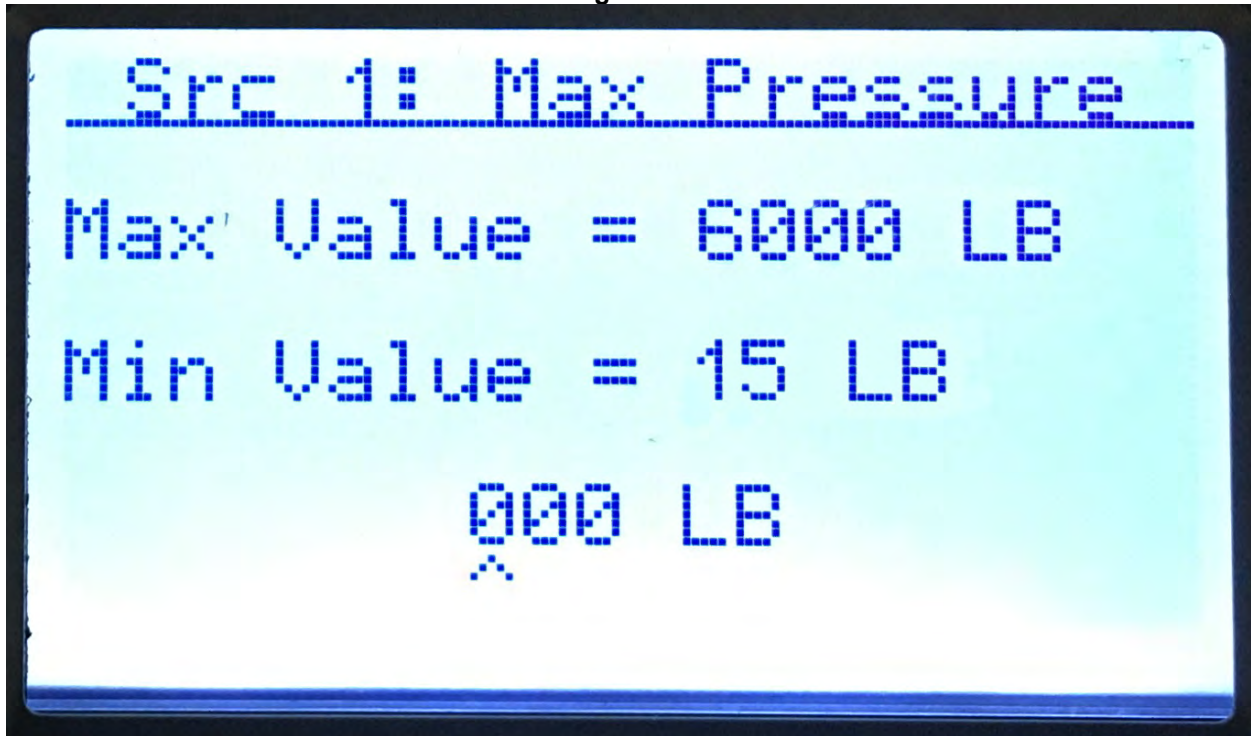 Src 1: Max Pressure
Max Value = 6000 LB
Min Value = 15 LB
000 LB
^